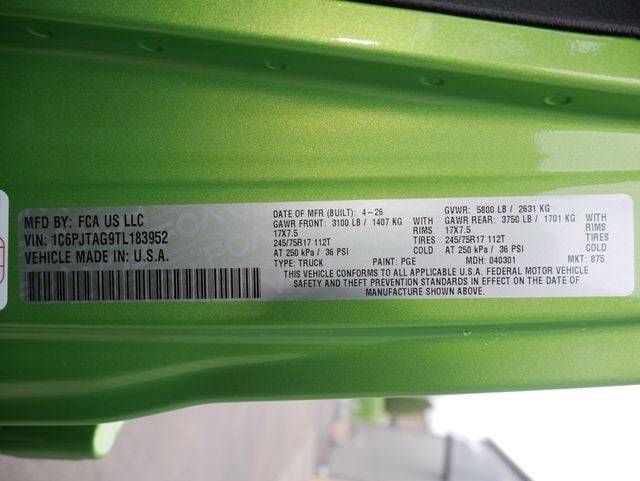 MFD BY: FCA US LLC
VIN: 1C6PJTAG9TL183952
VEHICLE MADE IN: U.S.A.
DATE OF MFR (BUILT): 4-26 GVWR: 5800 LB / 2631 KG
GAWR FRONT: 3100 LB / 1407 KG WITH GAWR REAR: 3750 LB / 1701 KG WITH
17X7.5 RIMS 17X7.5 RIMS
245/75R17 112T TIRES 245/75R17 112T TIRES
AT 250 kPa / 36 PSI COLD AT 250 kPa / 36 PSI COLD
TYPE: TRUCK PAINT: PGE MDH: 040301 MKT: 875
THIS VEHICLE CONFORMS TO ALL APPLICABLE U.S.A. FEDERAL MOTOR VEHICLE
SAFETY AND THEFT PREVENTION STANDARDS IN EFFECT ON THE DATE OF
MANUFACTURE SHOWN ABOVE.